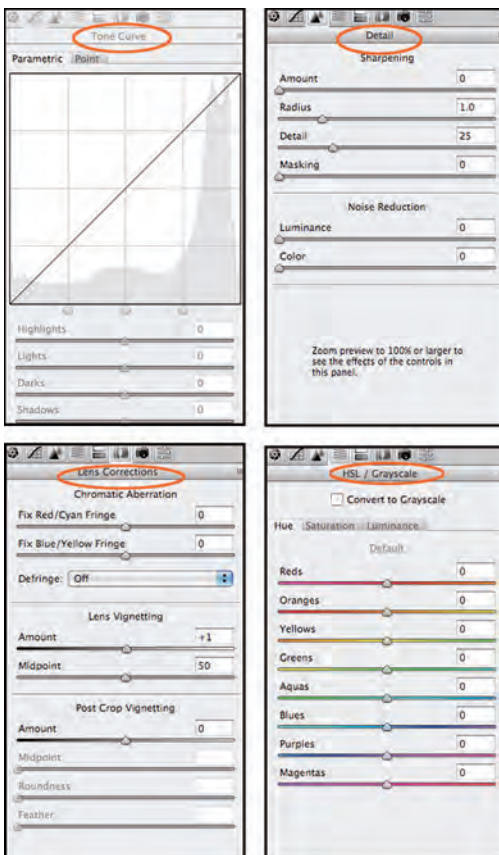 Tone Curve
Parametric Point
Highlights 0
Lights 0
Darks 0
Shadows 0
Detail
Sharpening
Amount 0
Radius 1.0
Detail 25
Masking 0
Noise Reduction
Luminance 0
Color 0
Zoom preview to 100% or larger to
see the effects of the controls in
this panel.
Lens Corrections
Chromatic Aberration
Fix Red/Cyan Fringe 0
Fix Blue/Yellow Fringe 0
Defringe: Off
Lens Vignetting
Amount +1
Midpoint 50
Post Crop Vignetting
Amount 0
Midpoint
Roundness
Feather
HSL / Grayscale
Convert to Grayscale
Hue Saturation Luminance
Default
Reds 0
Oranges 0
Yellows 0
Greens 0
Aquas 0
Blues 0
Purples 0
Magentas 0